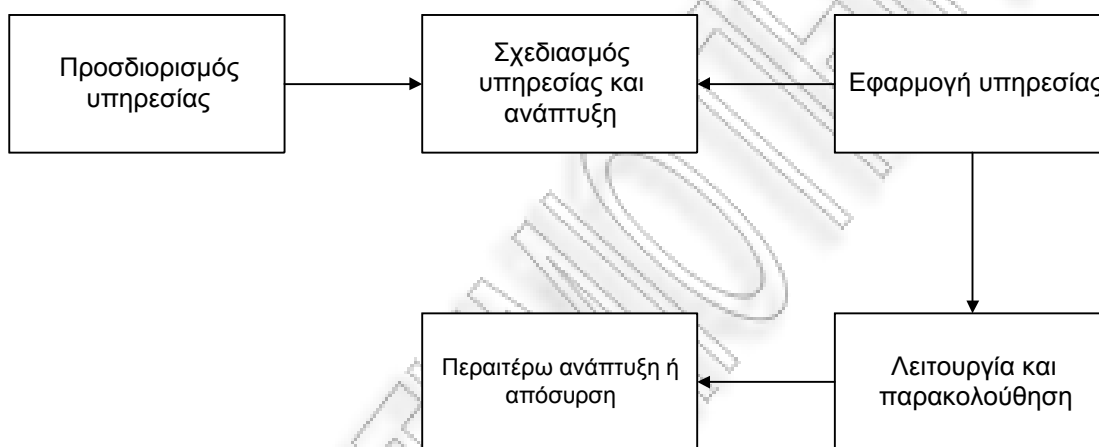 Προσδιορισμός
υπηρεσίας
Σχεδιασμός
υπηρεσίας και
ανάπτυξη
Εφαρμογή υπηρεσίας
Περαιτέρω ανάπτυξη ή
απόσυρση
Λειτουργία και
παρακολούθηση